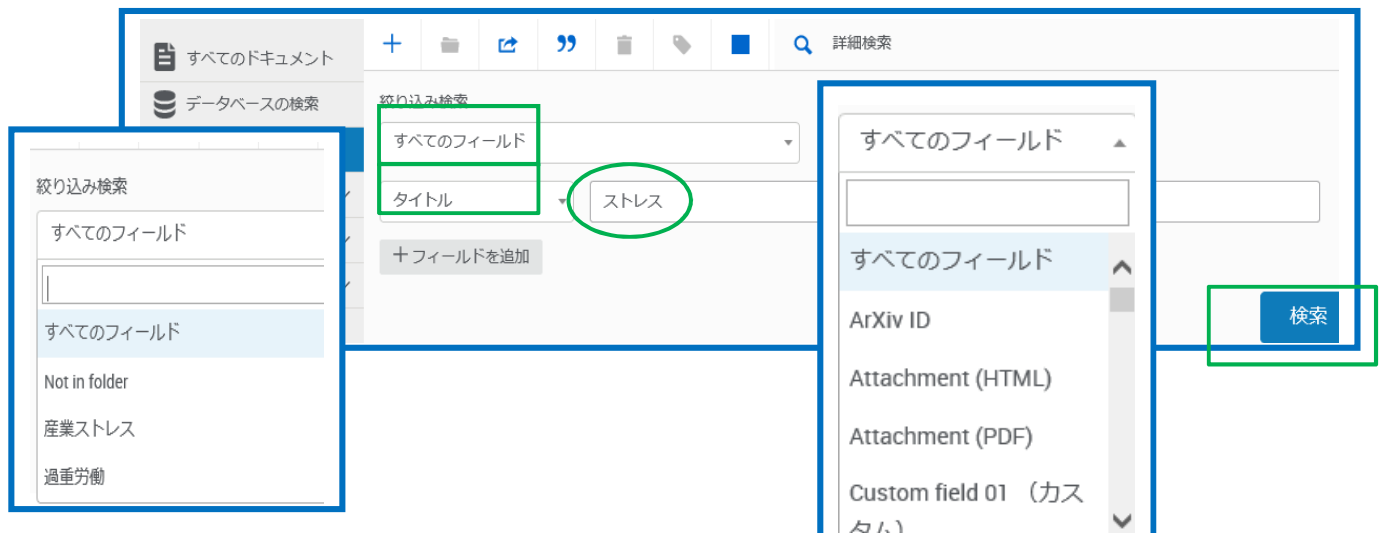 すべてのドキュメント
詳細検索
データベースの検索
絞り込み検索
すべてのフィールド
タイトル
ストレス
+フィールドを追加
検索
絞り込み検索
すべてのフィールド
すべてのフィールド
Not in folder
産業ストレス
過重労働
すべてのフィールド
すべてのフィールド
ArXiv ID
Attachment (HTML)
Attachment (PDF)
Custom field 01 (カス
タム)